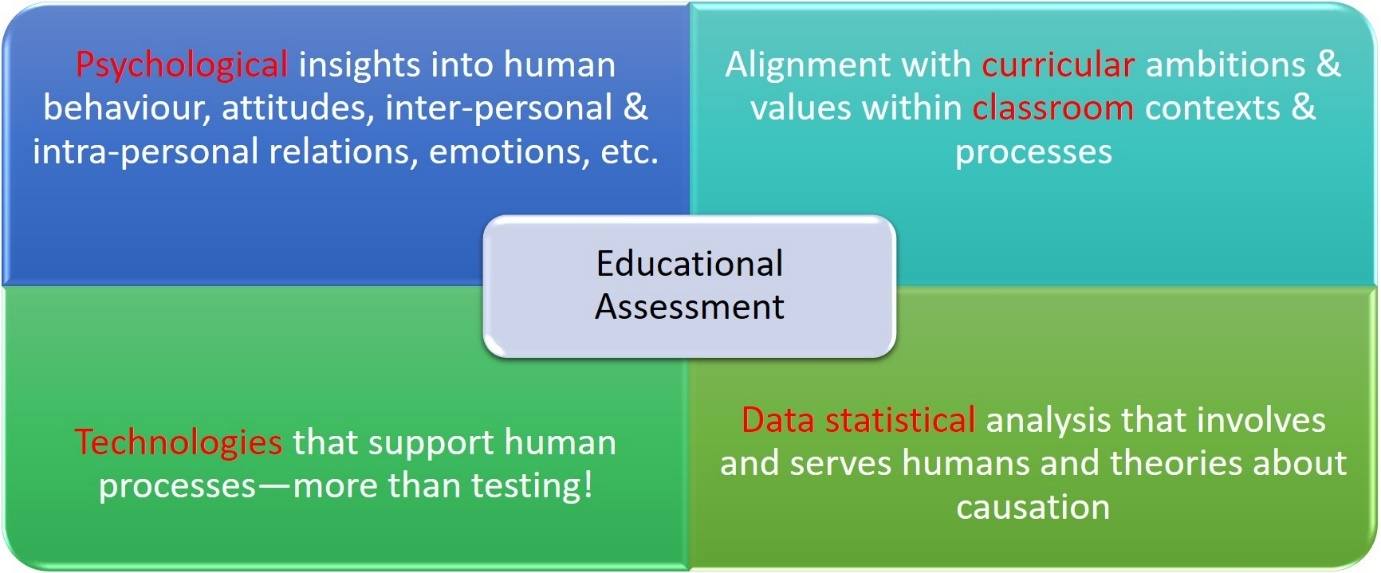 Psychological insights into human
behaviour, attitudes, inter-personal &
intra-personal relations, emotions, etc.
Alignment with curricular ambitions &
values within classroom contexts &
processes
Educational
Assessment
Technologies that support human
processes—more than testing!
Data statistical analysis that involves
and serves humans and theories about
causation